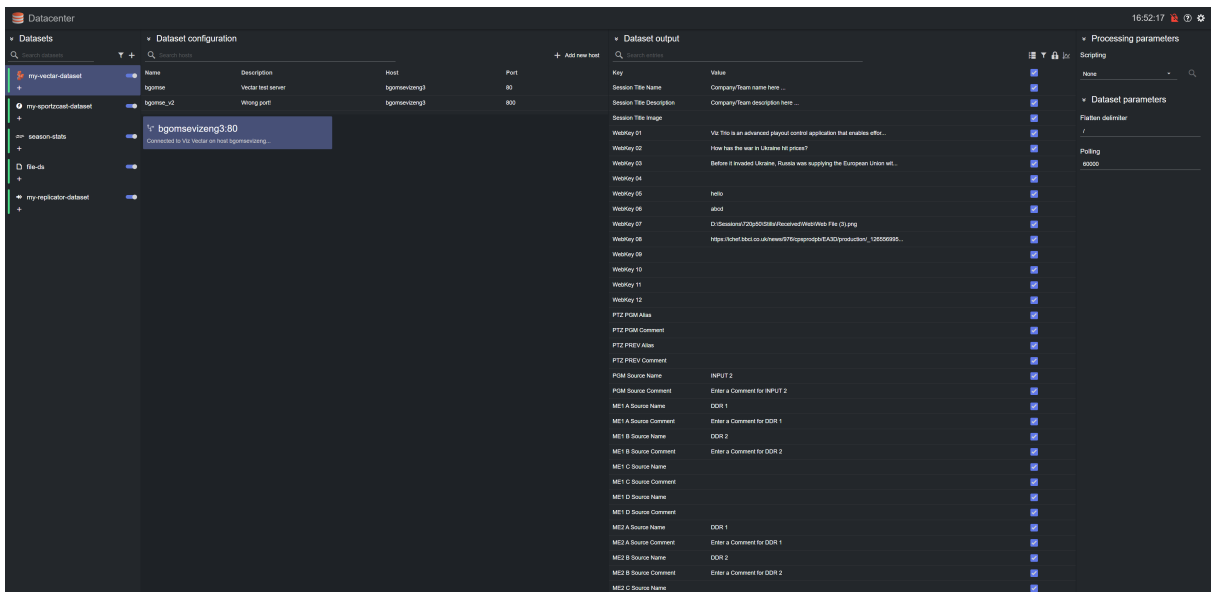 Datacenter
16:52:17
Datasets
Search datasets
my-vectar-dataset
my-sportzcast-dataset
season-stats
file-ds
my-replicator-dataset
Dataset configuration
Search hosts
+ Add new host
Name Description Host Port
bgomse Vectar test server bgomsevizeng3 80
bgomse_v2 Wrong port! bgomsevizeng3 800
bgomsevizeng3:80
Connected to Viz Vectar on host bgomsevizeng...
Dataset output
Search entries
Key Value
Session Title Name Company/Team name here ...
Session Title Description Company/Team description here ...
Session Title Image
WebKey 01 Viz Trio is an advanced playout control application that enables effor...
WebKey 02 How has the war in Ukraine hit prices?
WebKey 03 Before it invaded Ukraine, Russia was supplying the European Union wit...
WebKey 04
WebKey 05 hello
WebKey 06 abcd
WebKey 07 D:\Sessions\720p50\Stills\Received\Web\Web File (3).png
WebKey 08 https://ichef.bbci.co.uk/news/976/cpsprodpb/EA3D/production/_126556995...
WebKey 09
WebKey 10
WebKey 11
WebKey 12
PTZ PGM Alias
PTZ PGM Comment
PTZ PREV Alias
PTZ PREV Comment
PGM Source Name INPUT 2
PGM Source Comment Enter a Comment for INPUT 2
ME1 A Source Name DDR 1
ME1 A Source Comment Enter a Comment for DDR 1
ME1 B Source Name DDR 2
ME1 B Source Comment Enter a Comment for DDR 2
ME1 C Source Name
ME1 C Source Comment
ME1 D Source Name
ME1 D Source Comment
ME2 A Source Name DDR 1
ME2 A Source Comment Enter a Comment for DDR 1
ME2 B Source Name DDR 2
ME2 B Source Comment Enter a Comment for DDR 2
ME2 C Source Name
Processing parameters
Scripting
None
Dataset parameters
Flatten delimiter
/
Polling
60000